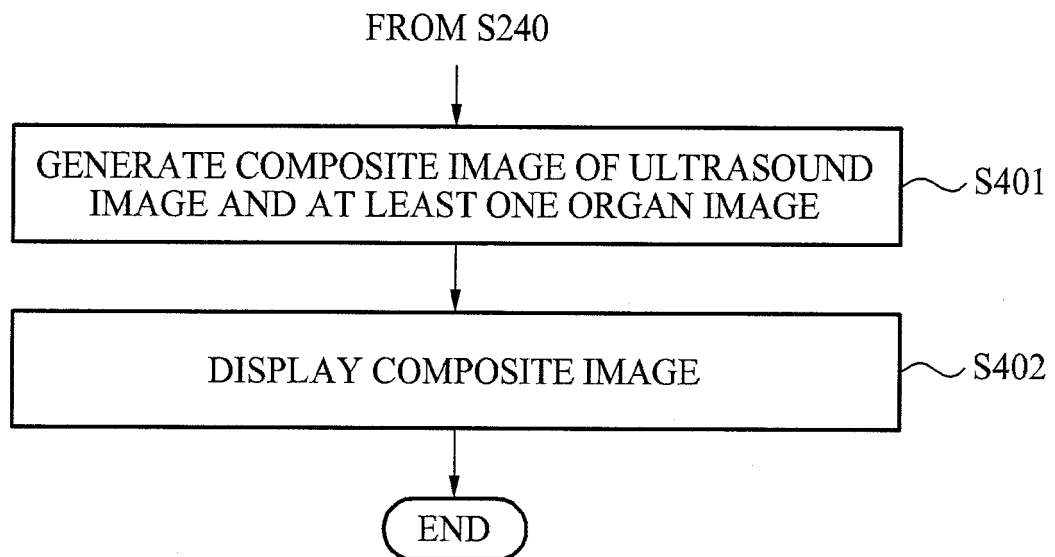 FROM S240
GENERATE COMPOSITE IMAGE OF ULTRASOUND
IMAGE AND AT LEAST ONE ORGAN IMAGE
S401
DISPLAY COMPOSITE IMAGE
S402
END